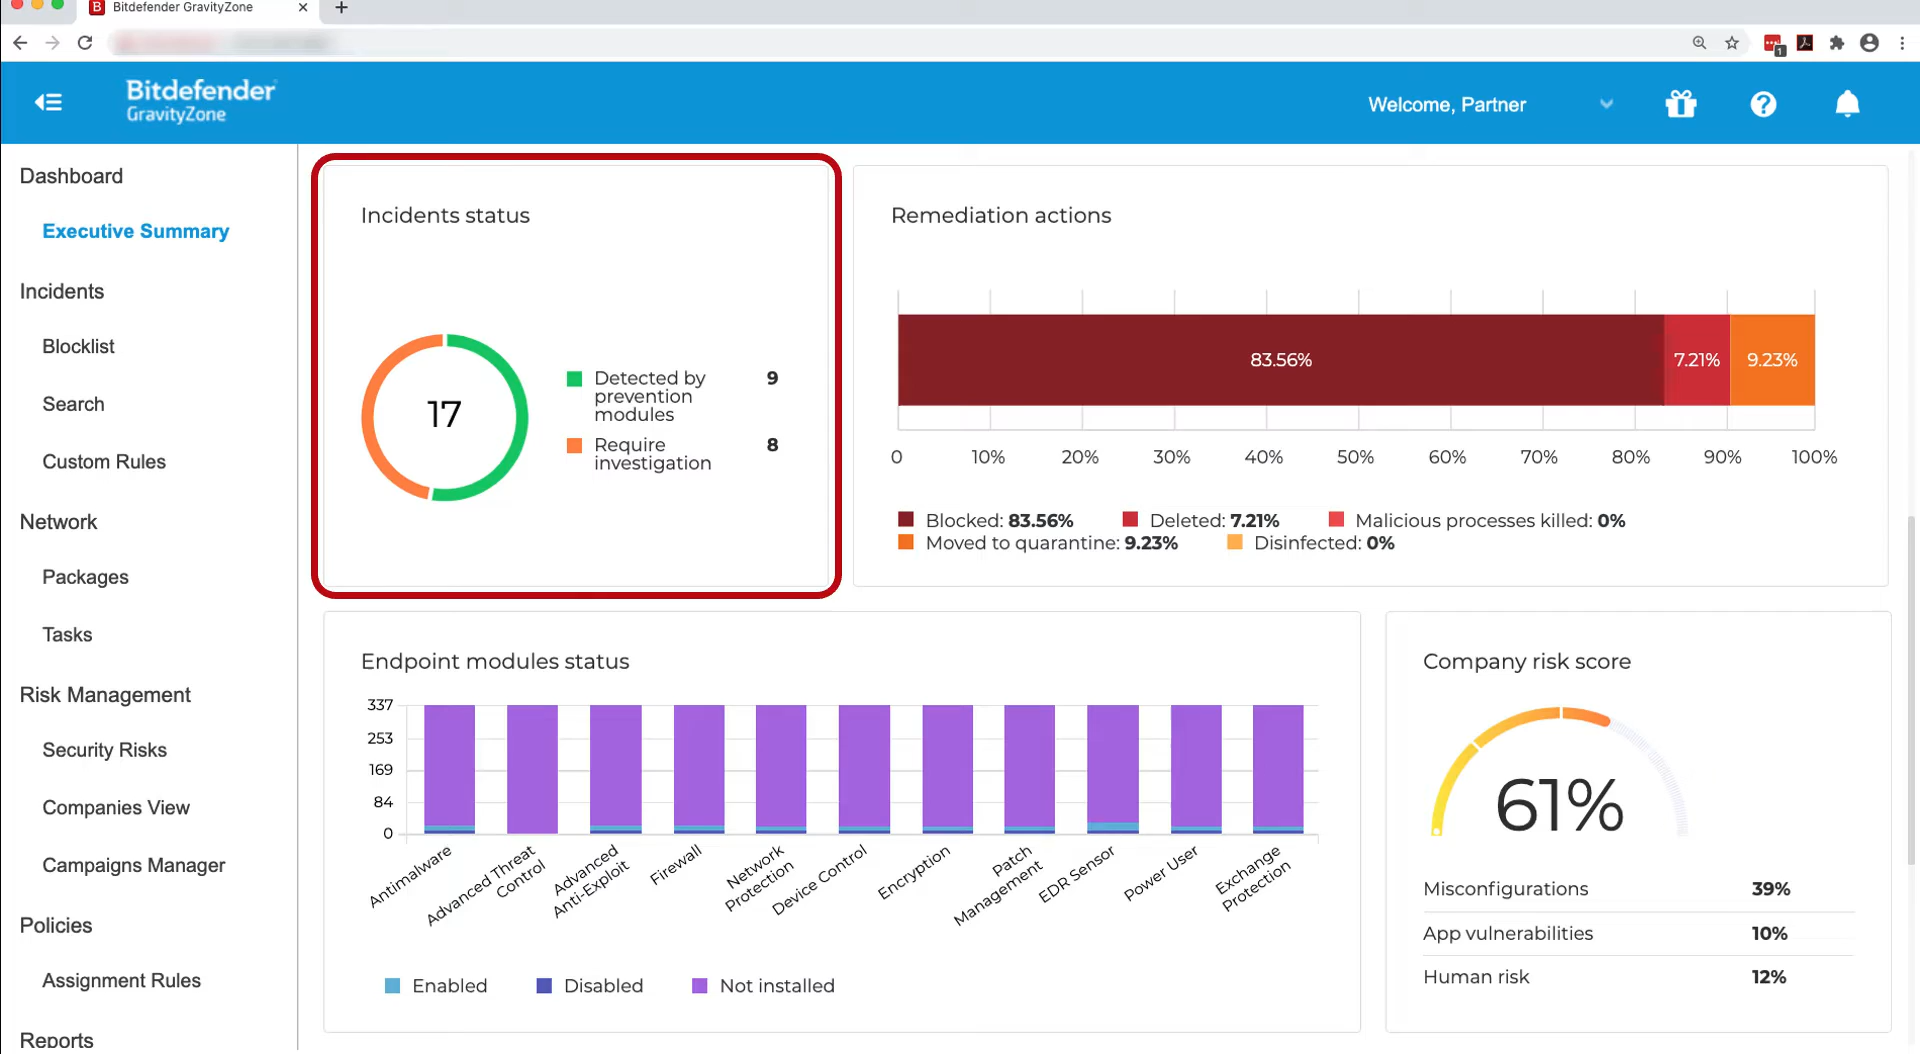 Bitdefender GravityZone
1
Bitdefender
GravityZone
Welcome, Partner
Dashboard
Executive Summary
Incidents
Blocklist
Search
Custom Rules
Network
Packages
Tasks
Risk Management
Security Risks
Companies View
Campaigns Manager
Policies
Assignment Rules
Reports
Incidents status
17
Detected by
prevention
modules
9
Require
investigation
8
Remediation actions
83.56% 7.21% 9.23%
0 10% 20% 30% 40% 50% 60% 70% 80% 90% 100%
Blocked: 83.56% Deleted: 7.21% Malicious processes killed: 0%
Moved to quarantine: 9.23% Disinfected: 0%
Endpoint modules status
337
253
169
84
0
Antimalware
Advanced Threat
Control
Advanced
Anti-Exploit
Firewall
Network
Protection
Device Control
Encryption
Patch
Management
EDR Sensor
Power User
Exchange
Protection
Enabled Disabled Not installed
Company risk score
61%
Misconfigurations 39%
App vulnerabilities 10%
Human risk 12%